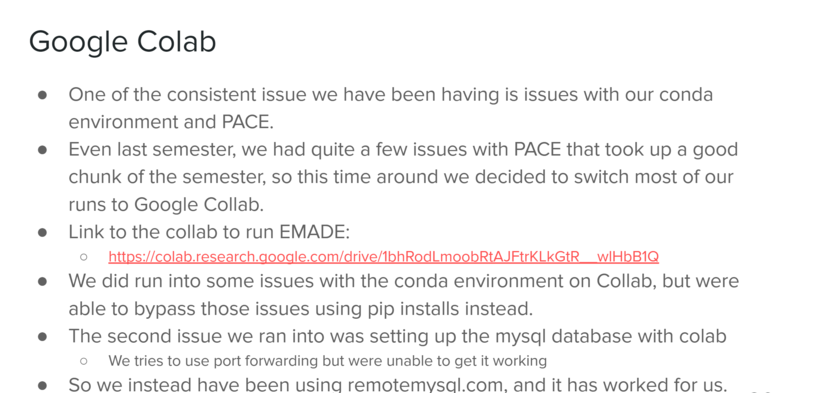 Google Colab
● One of the consistent issue we have been having is issues with our conda
environment and PACE.
● Even last semester, we had quite a few issues with PACE that took up a good
chunk of the semester, so this time around we decided to switch most of our
runs to Google Collab.
● Link to the collab to run EMADE:
○ https://colab.research.google.com/drive/1bhRodLmoobRtAJFtrKLkGtR__wlHbB1Q
● We did run into some issues with the conda environment on Collab, but were
able to bypass those issues using pip installs instead.
● The second issue we ran into was setting up the mysql database with colab
○ We tries to use port forwarding but were unable to get it working
● So we instead have been using remotemysql.com, and it has worked for us.